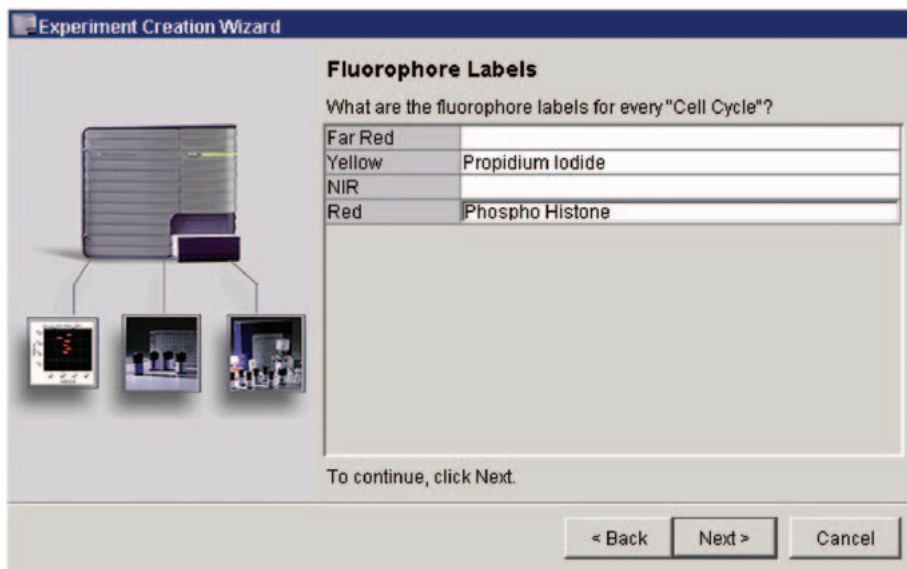 Experiment Creation Wizard
Fluorophore Labels
What are the fluorophore labels for every "Cell Cycle"?
Far Red
Yellow Propidium Iodide
NIR
Red Phospho Histone
To continue, click Next.
< Back Next > Cancel